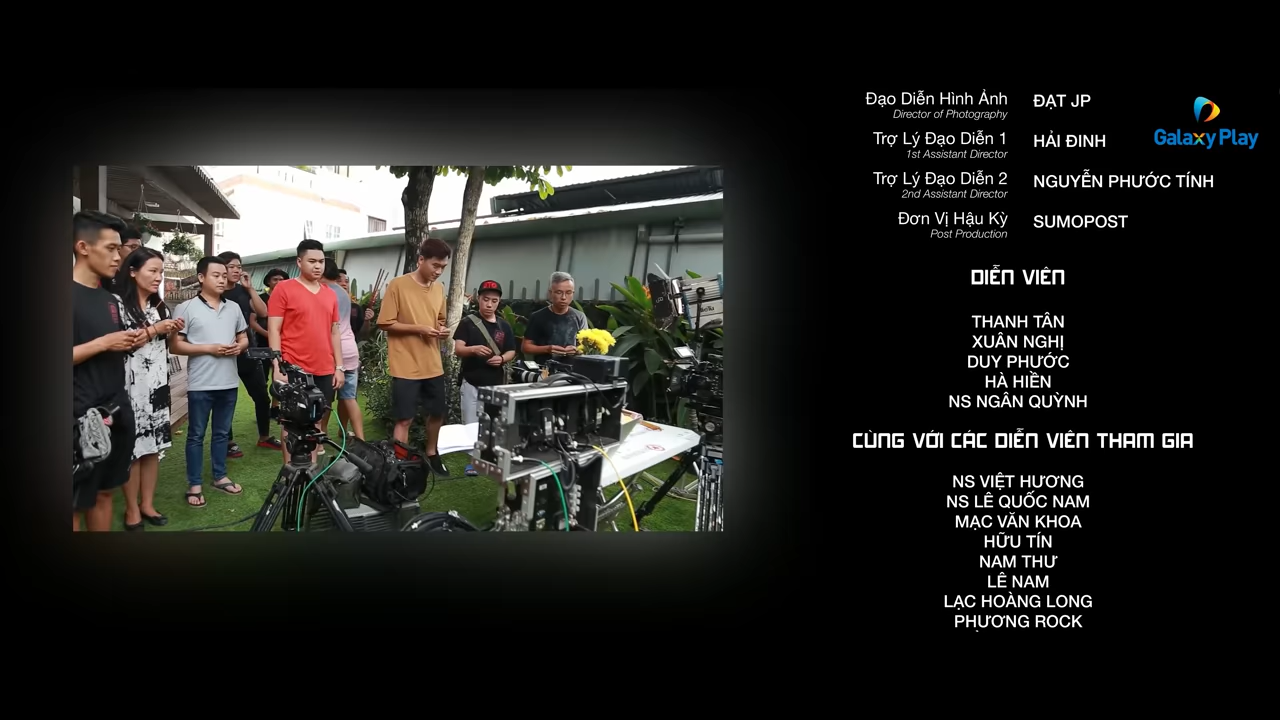 Đạo Diễn Hình Ảnh ĐẠT JP
Director of Photography
Galaxy Play
Trợ Lý Đạo Diễn 1 HẢI ĐINH
1st Assistant Director
Trợ Lý Đạo Diễn 2 NGUYỄN PHƯỚC TÍNH
2nd Assistant Director
Đơn Vị Hậu Kỳ SUMOPOST
Post Production
DIỄN VIÊN
THANH TÂN
XUÂN NGHỊ
DUY PHƯỚC
HÀ HIỀN
NS NGÂN QUỲNH
CÙNG VỚI CÁC DIỄN VIÊN THAM GIA
NS VIỆT HƯƠNG
NS LÊ QUỐC NAM
MẠC VĂN KHOA
HỮU TÍN
NAM THƯ
LÊ NAM
LẠC HOÀNG LONG
PHƯƠNG ROCK